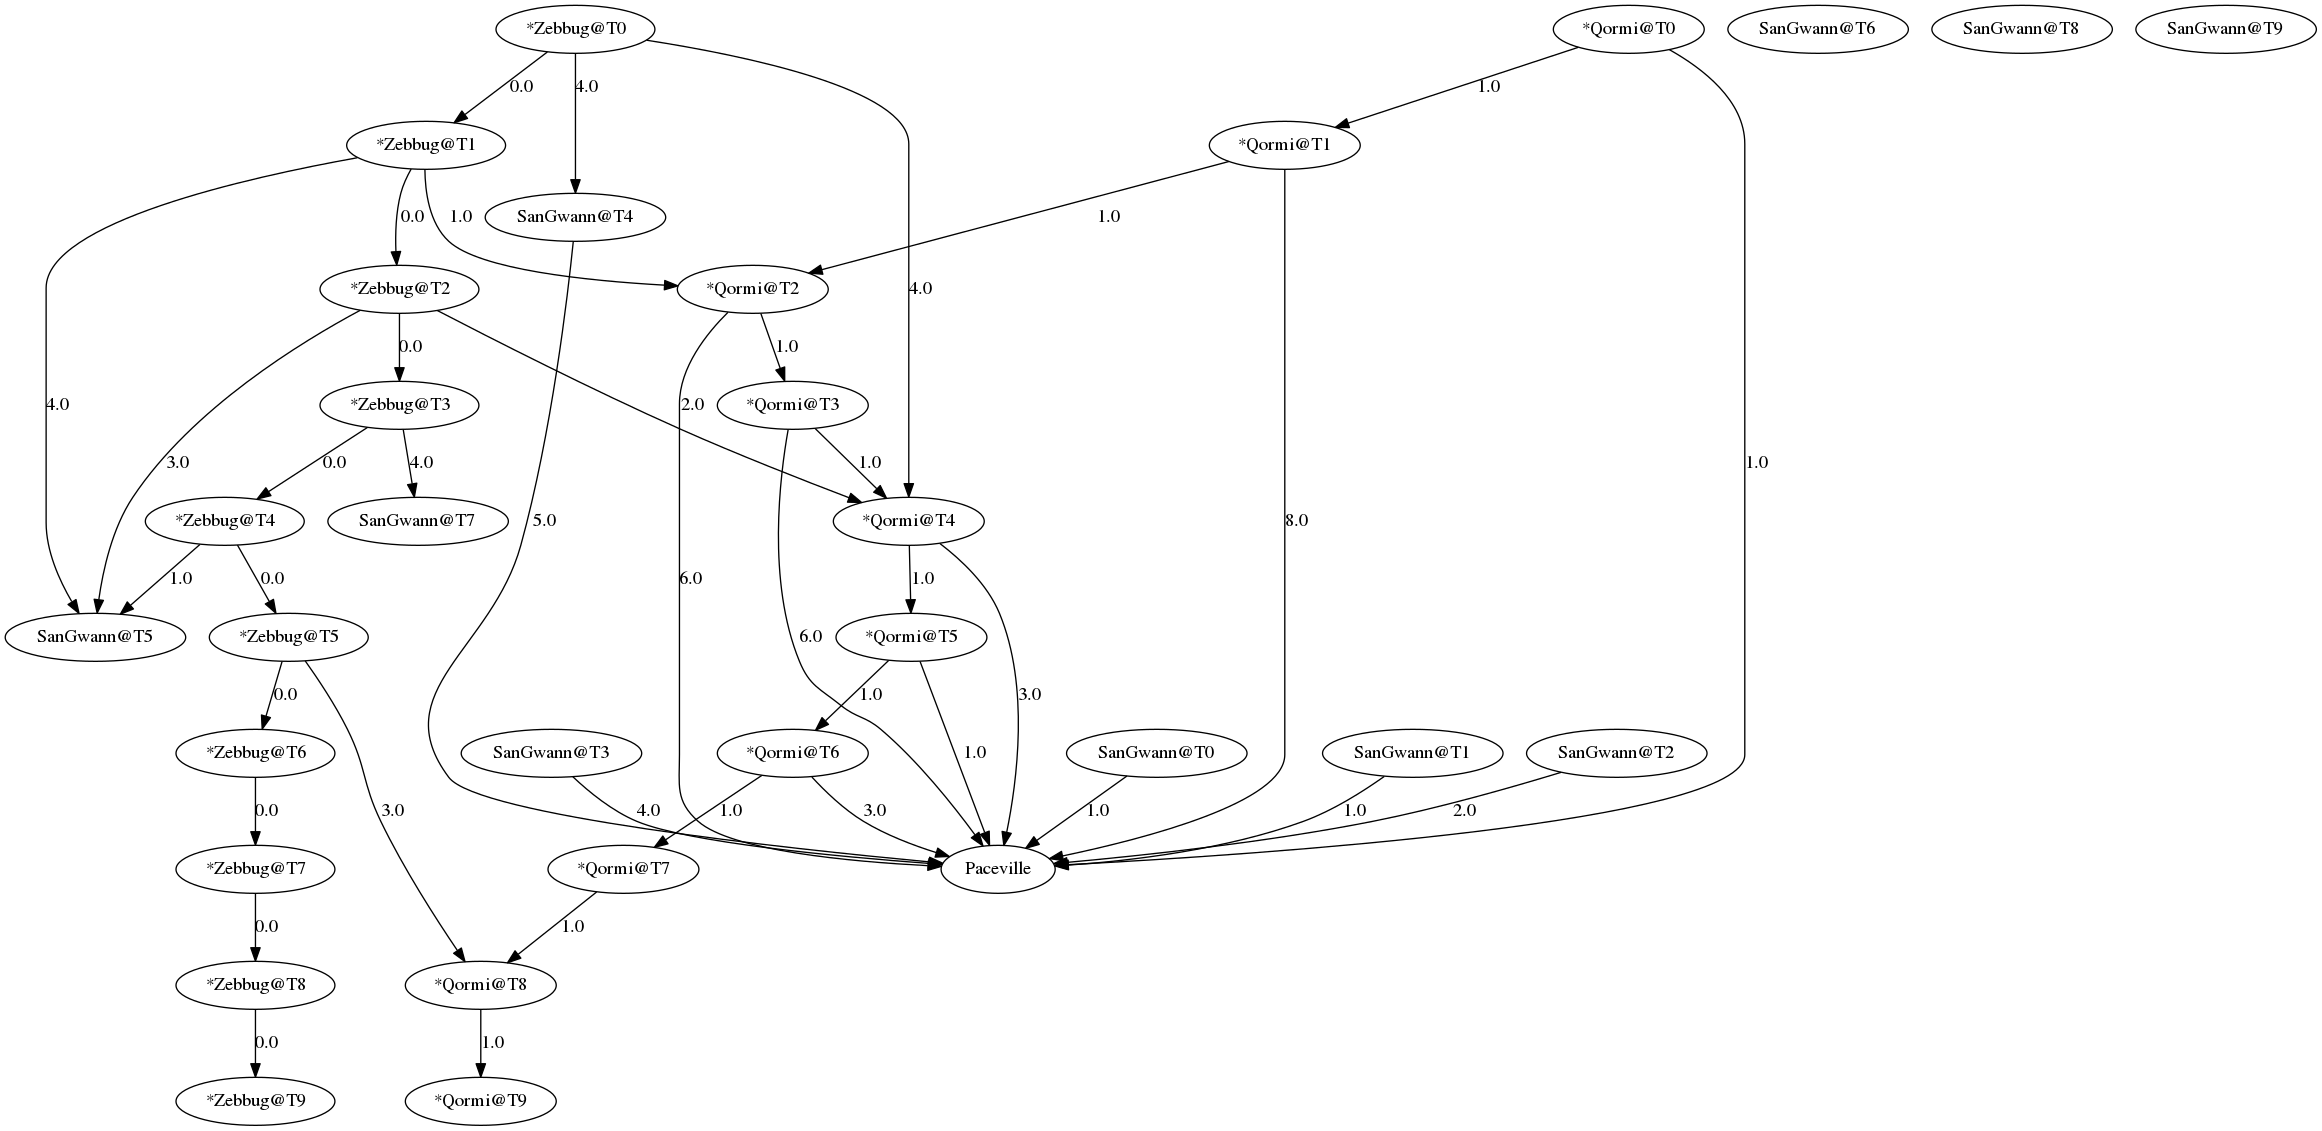 *Zebbug@T0
*Qormi@T0
SanGwann@T6
SanGwann@T8
SanGwann@T9
0.0
4.0
1.0
*Zebbug@T1
*Qormi@T1
0.0
1.0
SanGwann@T4
1.0
*Zebbug@T2
*Qormi@T2
4.0
0.0
1.0
4.0
*Zebbug@T3
2.0
*Qormi@T3
3.0
0.0
4.0
1.0
1.0
*Zebbug@T4
SanGwann@T7
5.0
*Qormi@T4
8.0
1.0
0.0
6.0
1.0
SanGwann@T5
*Zebbug@T5
6.0
*Qormi@T5
0.0
1.0
3.0
*Zebbug@T6
SanGwann@T3
*Qormi@T6
1.0
SanGwann@T0
SanGwann@T1
SanGwann@T2
0.0
3.0
4.0
1.0
3.0
1.0
1.0
2.0
*Zebbug@T7
*Qormi@T7
Paceville
0.0
1.0
*Zebbug@T8
*Qormi@T8
0.0
1.0
*Zebbug@T9
*Qormi@T9